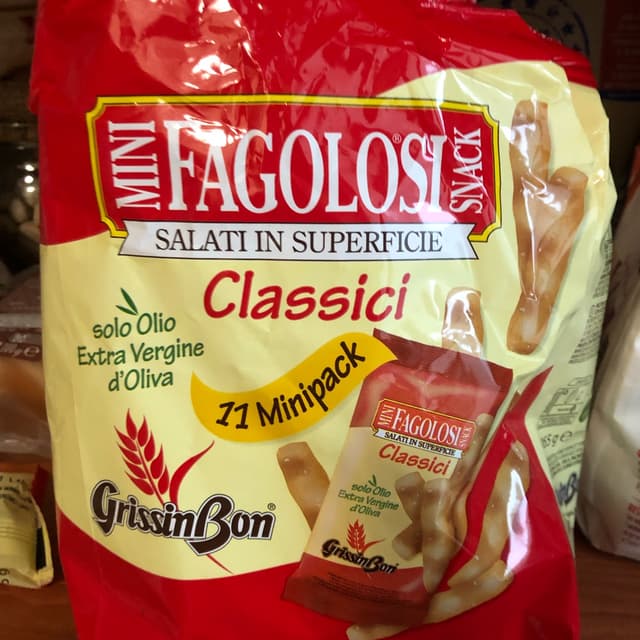 MINI FAGOLOSI® SNACK
SALATI IN SUPERFICIE
Classici
solo Olio
Extra Vergine
d'Oliva
11 Minipack
GrissinBon®
MINI FAGOLOSI SNACK
SALATI IN SUPERFICIE
Classici
solo Olio
Extra Vergine
d'Oliva
GrissinBon